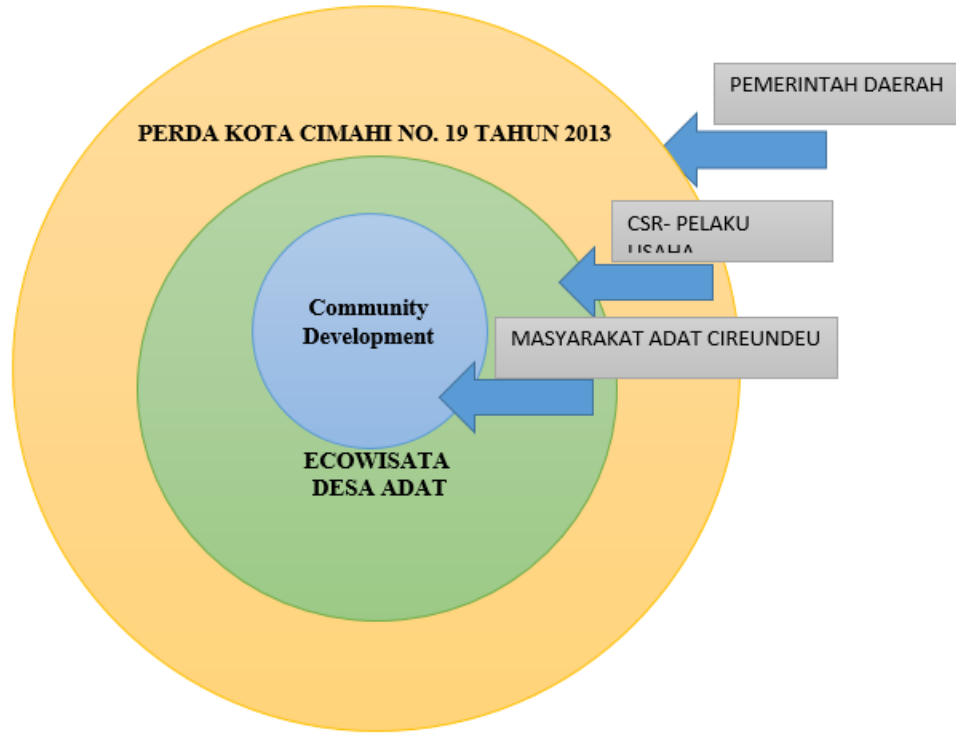 PEMERINTAH DAERAH
PERDA KOTA CIMAHI NO. 19 TAHUN 2013
CSR- PELAKU
USAHA
Community
Development
MASYARAKAT ADAT CIREUNDEU
ECOWISATA
DESA ADAT